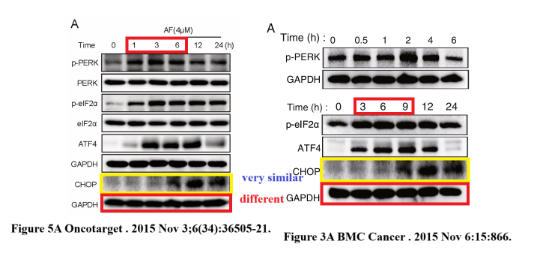 A
AF(4μM)
Time 0 1 3 6 12 24 (h)
p-PERK
PERK
p-eIF2α
eIF2α
ATF4
GAPDH
CHOP
GAPDH
very similar
different
A
Time (h) : 0 0.5 1 2 4 6
p-PERK
GAPDH
Time (h) : 0 3 6 9 12 24
p-eIF2α
ATF4
CHOP
GAPDH
Figure 5A Oncotarget . 2015 Nov 3;6(34):36505-21.
Figure 3A BMC Cancer . 2015 Nov 6:15:866.